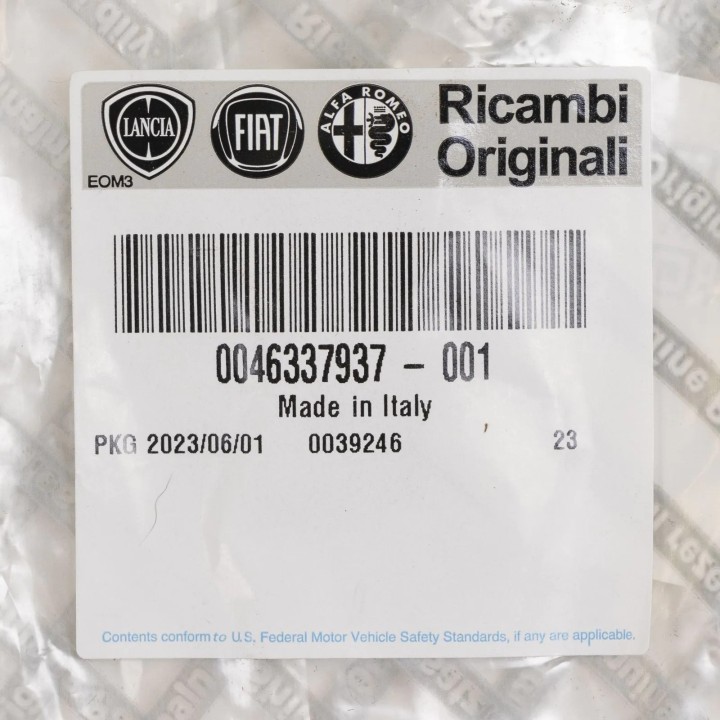 LANCIA
FIAT
ALFA ROMEO
Ricambi
Originali
EOM3
0046337937 - 001
Made in Italy
PKG 2023/06/01 0039246 23
Contents conform to U.S. Federal Motor Vehicle Safety Standards, if any are applicable.